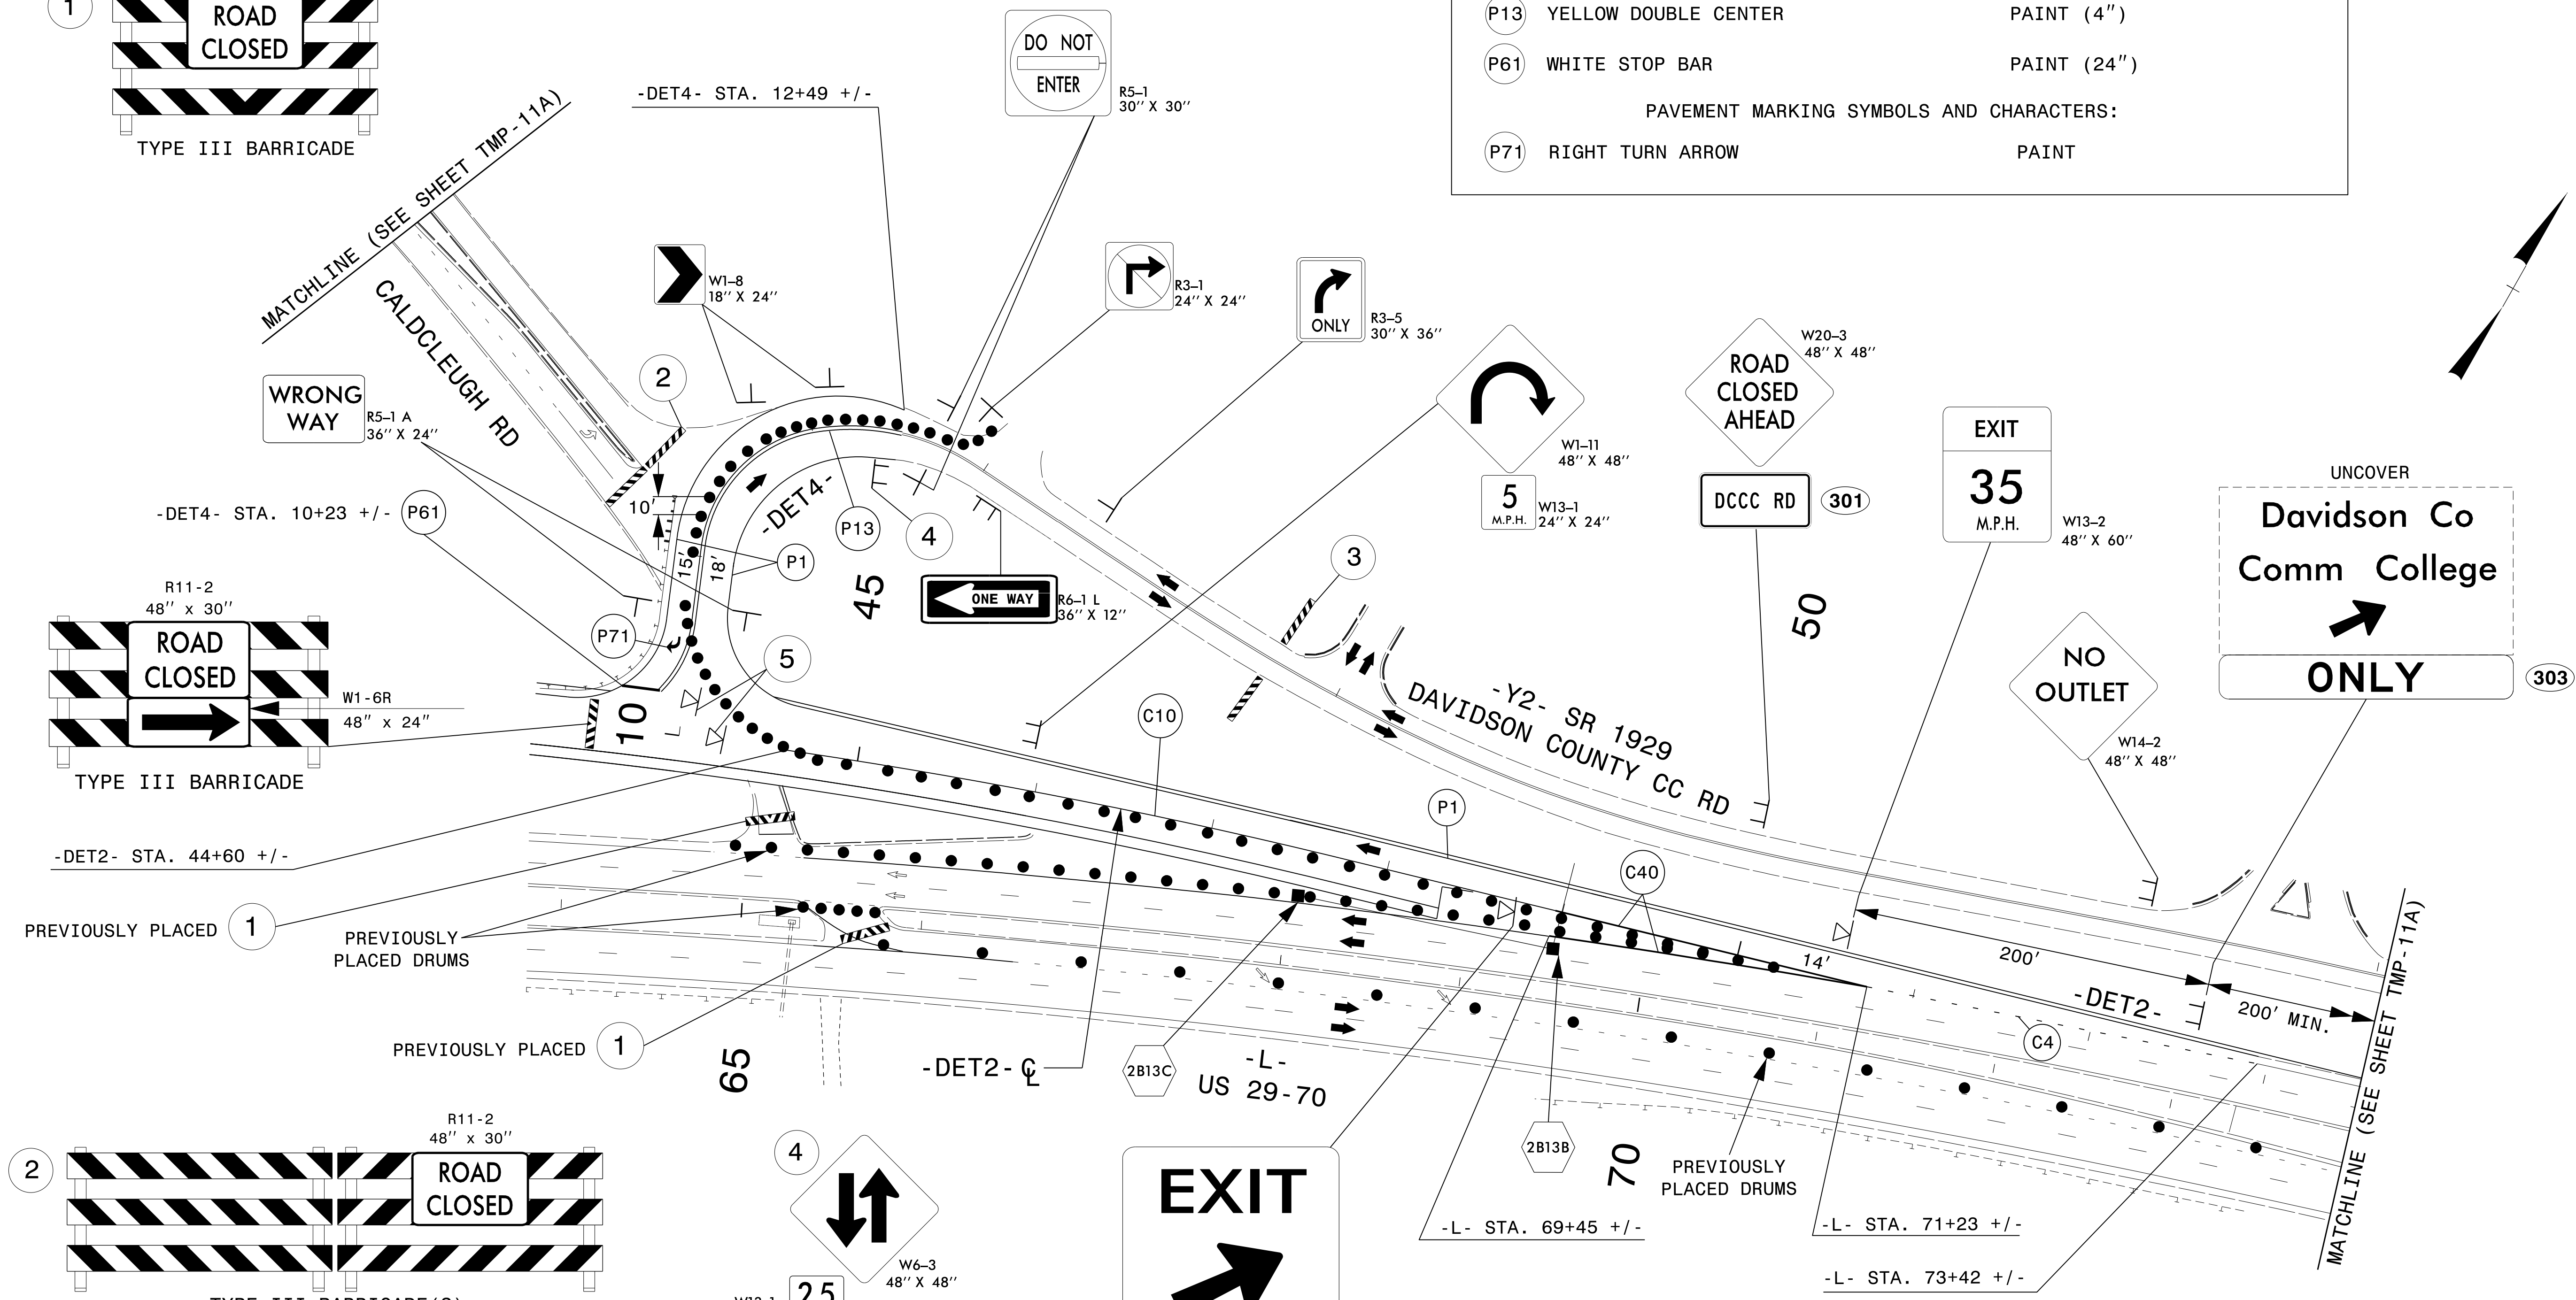 1
ROAD
CLOSED
TYPE III BARRICADE
MATCHLINE (SEE SHEET TMP-11A)
-DET4- STA. 12+49 +/-
DO NOT
ENTER
R5-1
30" X 30"
P13 YELLOW DOUBLE CENTER PAINT (4")
P61 WHITE STOP BAR PAINT (24")
PAVEMENT MARKING SYMBOLS AND CHARACTERS:
P71 RIGHT TURN ARROW PAINT
CALDCLEUGH RD
W1-8
18" X 24"
R3-1
24" X 24"
ONLY
R3-5
30" X 36"
W1-11
48" X 48"
5
M.P.H.
W13-1
24" X 24"
ROAD
CLOSED
AHEAD
W20-3
48" X 48"
DCCC RD
301
EXIT
35
M.P.H.
W13-2
48" X 60"
UNCOVER
Davidson Co
Comm College
ONLY
303
NO
OUTLET
W14-2
48" X 48"
WRONG
WAY
R5-1 A
36" X 24"
2
-DET4- STA. 10+23 +/-
P61
10'
15'
18'
-DET4-
P13
P1
4
45
ONE WAY
R6-1 L
36" X 12"
3
50
R11-2
48" x 30"
ROAD
CLOSED
W1-6R
48" x 24"
TYPE III BARRICADE
P71
5
10
C10
-Y2- SR 1929
DAVIDSON COUNTY CC RD
P1
C40
-DET2- STA. 44+60 +/-
PREVIOUSLY PLACED
1
PREVIOUSLY
PLACED DRUMS
14'
200'
200' MIN.
-DET2-
C4
MATCHLINE (SEE SHEET TMP-11A)
PREVIOUSLY PLACED
1
65
-DET2- CL
2B13C
-L-
US 29-70
2B13B
70
PREVIOUSLY
PLACED DRUMS
-L- STA. 69+45 +/-
-L- STA. 71+23 +/-
-L- STA. 73+42 +/-
2
R11-2
48" x 30"
ROAD
CLOSED
TYPE III BARRICADE(S)
4
W6-3
48" X 48"
W13-1
25
EXIT